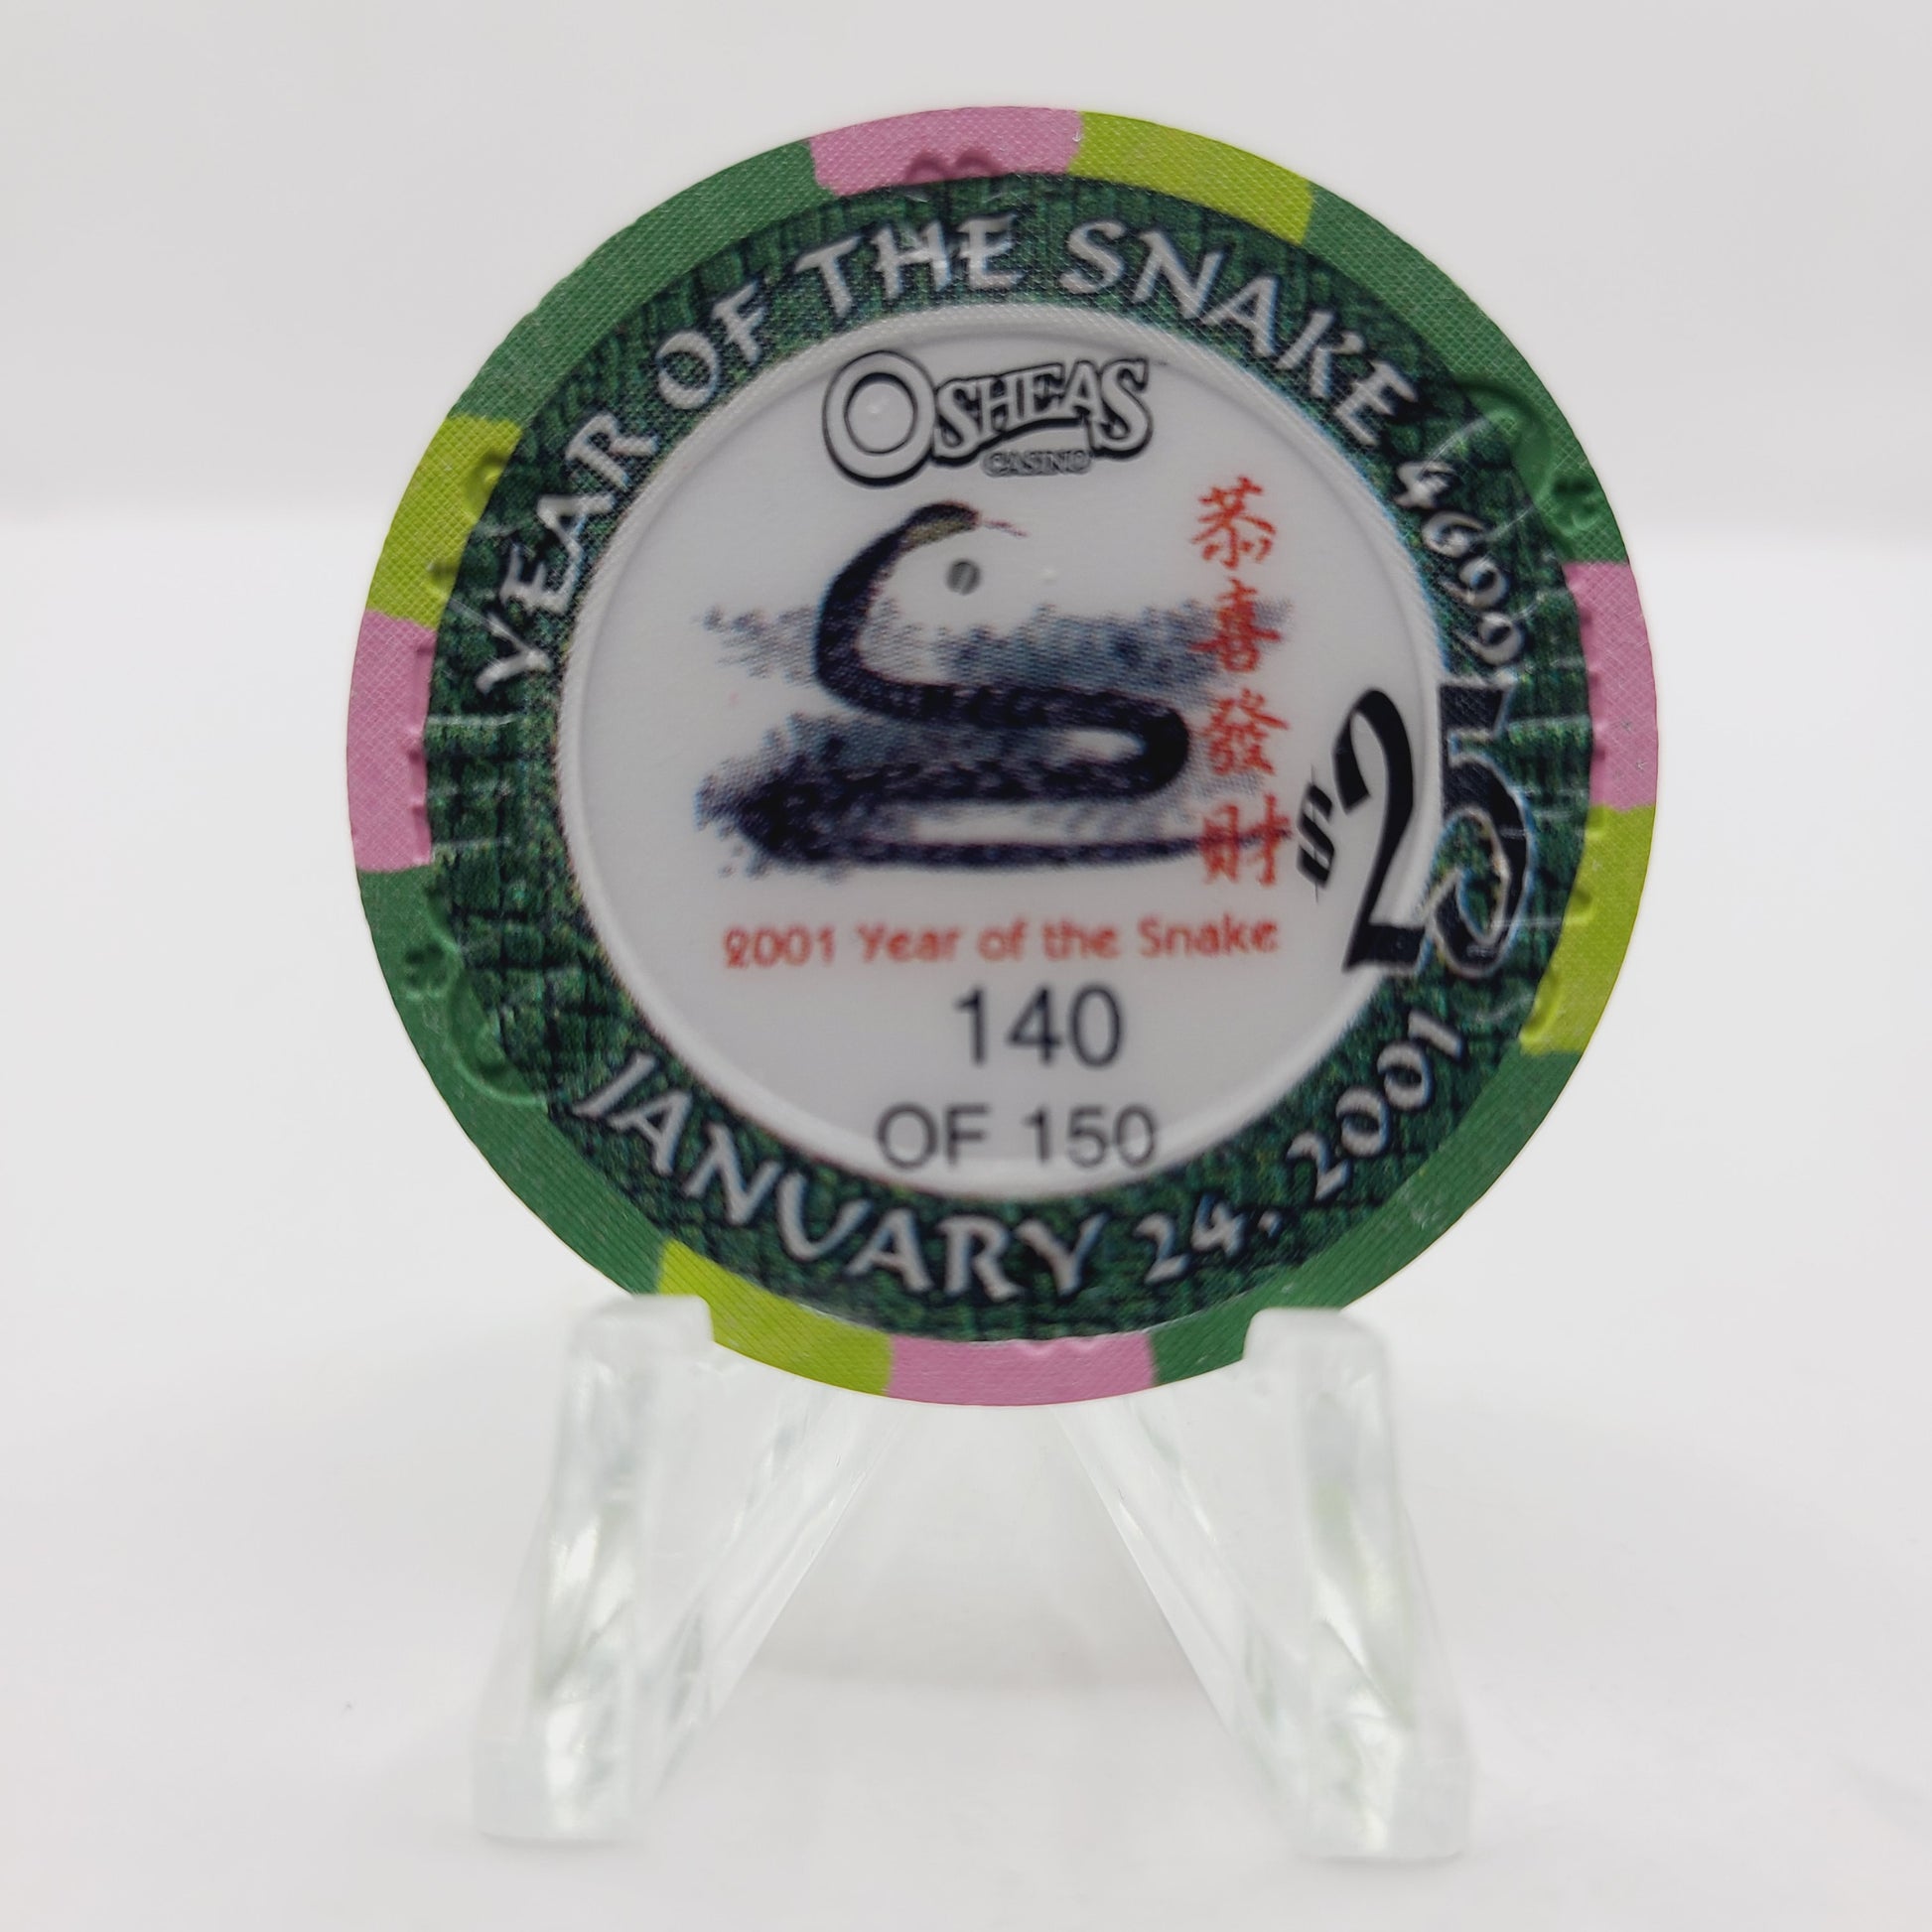 YEAR OF THE SNAKE 4699
OSHEAS™
CASINO
恭喜發財
$25
2001 Year of the Snake
140
OF 150
JANUARY 24, 2001